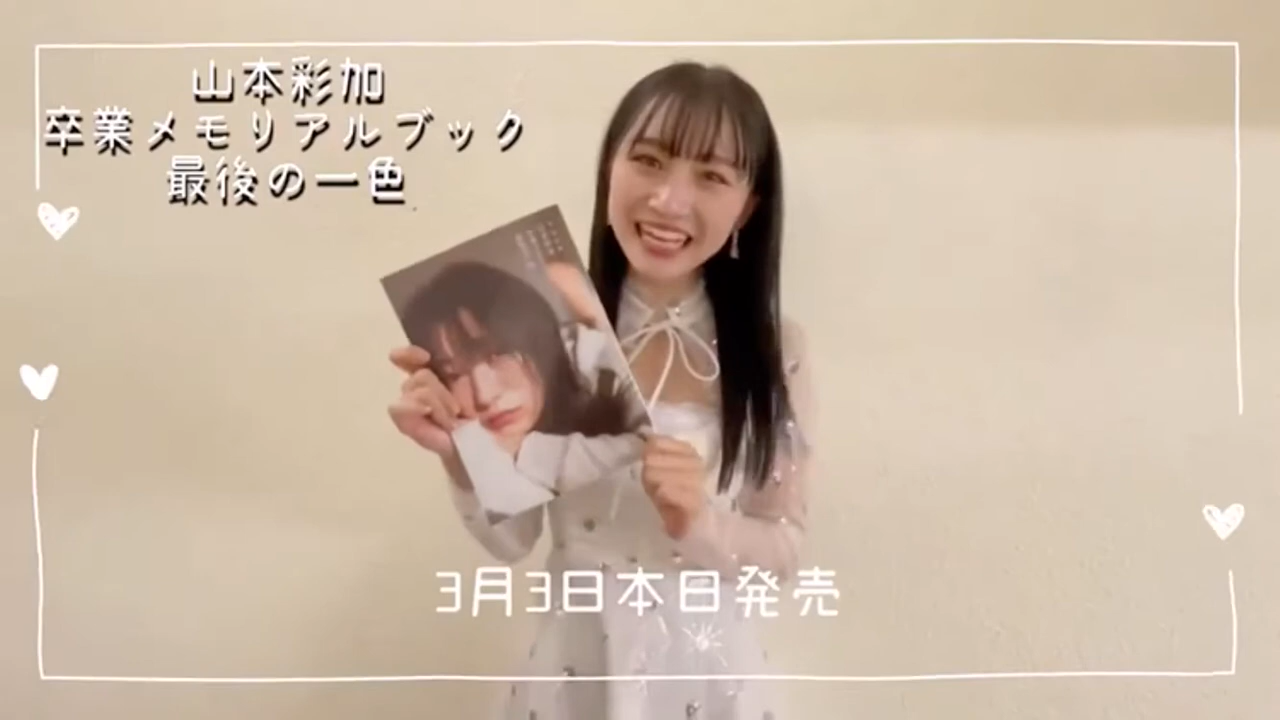 山本彩加
卒業メモリアルブック
最後の一色
3月3日本日発売